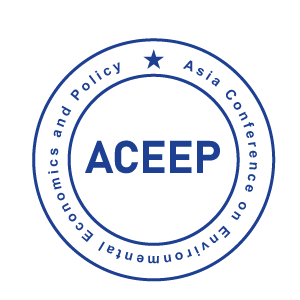 Asia Conference on Environmental Economics and Policy
ACEEP